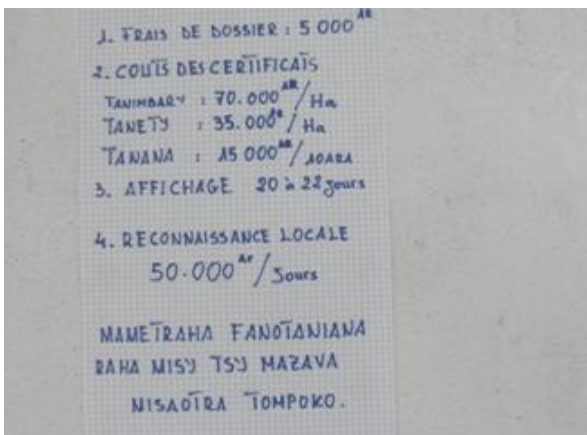 1. FRAIS DE DOSSIER : 5 000 AR
2. COUTS DES CERTIFICATS
TANIMBARY : 70.000 AR/Ha
TANETY : 35.000 AR/Ha
TANANA : 15 000 AR/10ARA
3. AFFICHAGE 20 à 22 jours
4. RECONNAISSANCE LOCALE
50.000 Ar/Jours
MAMETRAHA FANOTANIANA
RAHA MISY TSY MAZAVA
MISAOTRA TOMPOKO.